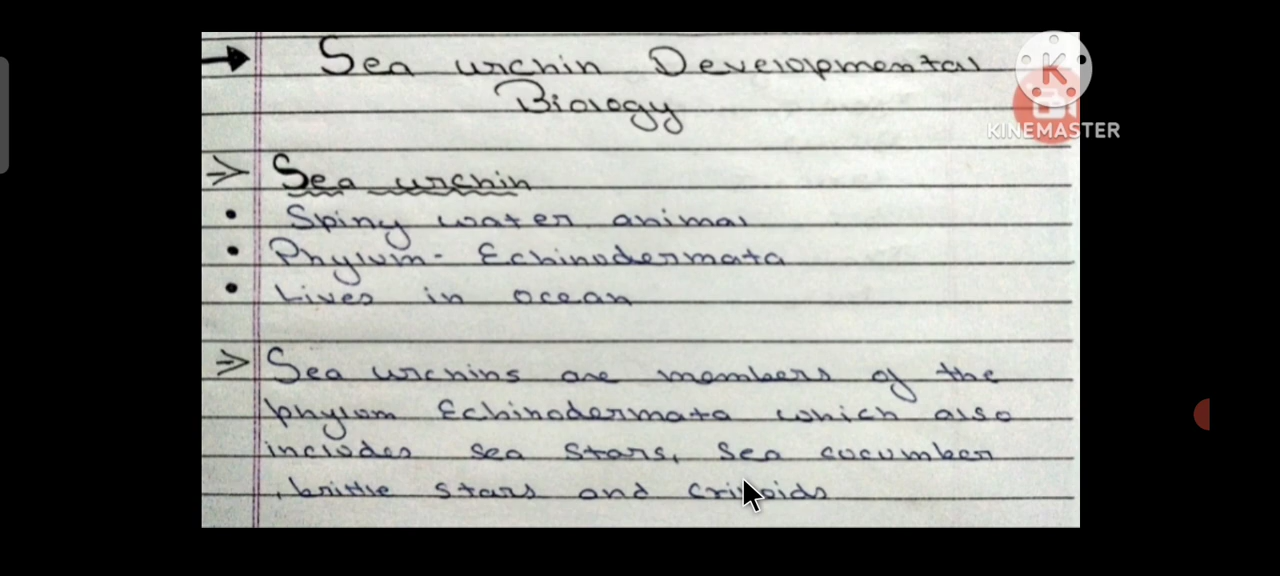 → Sea urchin Developmental
Biology
KINEMASTER
⇒ Sea urchin
• Spiny water animal
• Phylum - Echinodermata
• Lives in ocean
⇒ Sea urchins are members of the
phylum Echinodermata which also
includes sea stars, sea cucumber
, brittle stars and crinoids